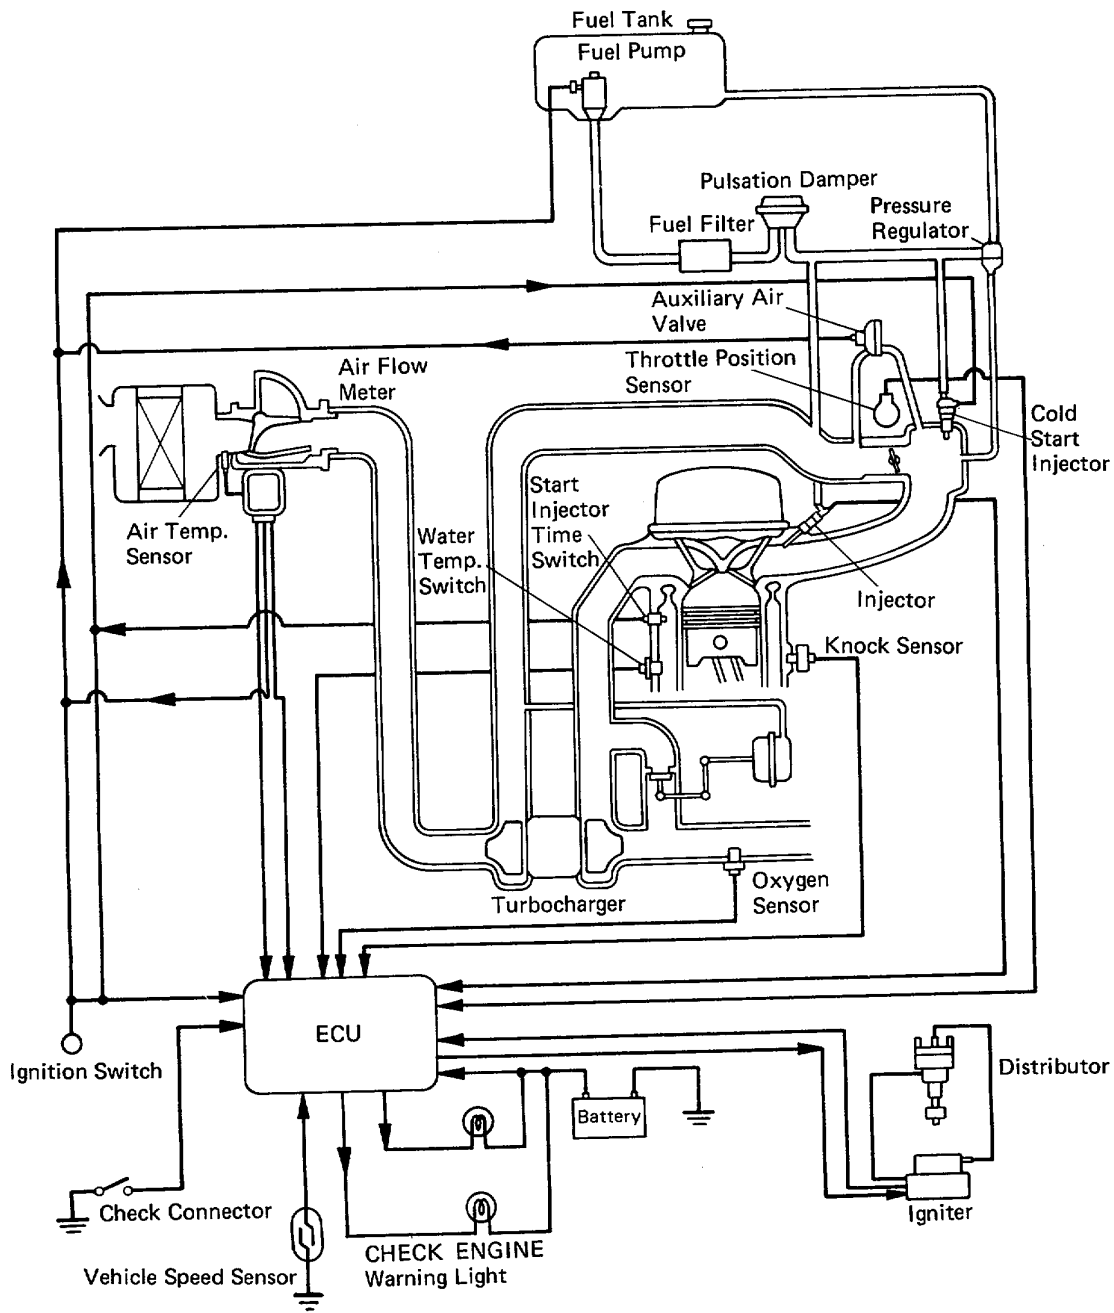 Fuel Tank
Fuel Pump
Pulsation Damper
Fuel Filter
Pressure
Regulator
Auxiliary Air
Valve
Throttle Position
Sensor
Air Flow
Meter
Cold
Start
Injector
Air Temp.
Sensor
Start
Injector
Time
Switch
Water
Temp.
Switch
Injector
Knock Sensor
Oxygen
Sensor
Turbocharger
ECU
Ignition Switch
Distributor
Battery
Check Connector
Igniter
CHECK ENGINE
Warning Light
Vehicle Speed Sensor